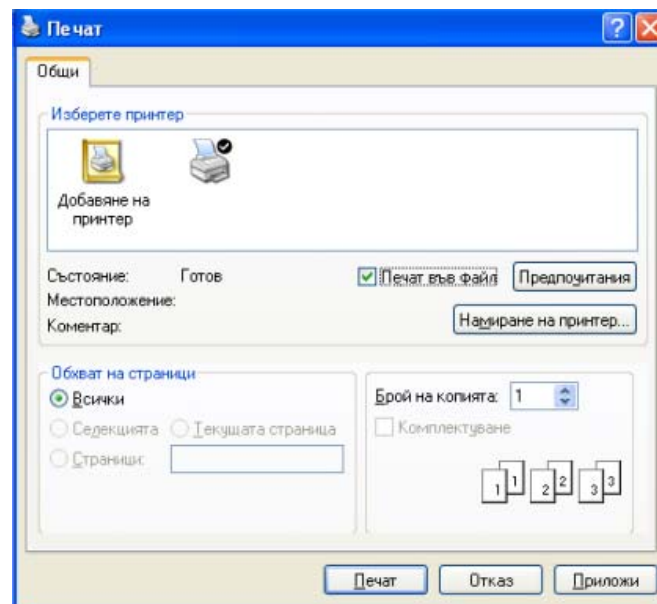 Печат
Общи
Изберете принтер
Добавяне на
принтер
Състояние: Готов
Печат във файл
Предпочитания
Местоположение:
Коментар:
Намиране на принтер...
Обхват на страници
Всички
Селекцията Текущата страница
Страници:
Брой на копията: 1
Комплектуване
1 1 2 2 3 3
Печат Отказ Приложи